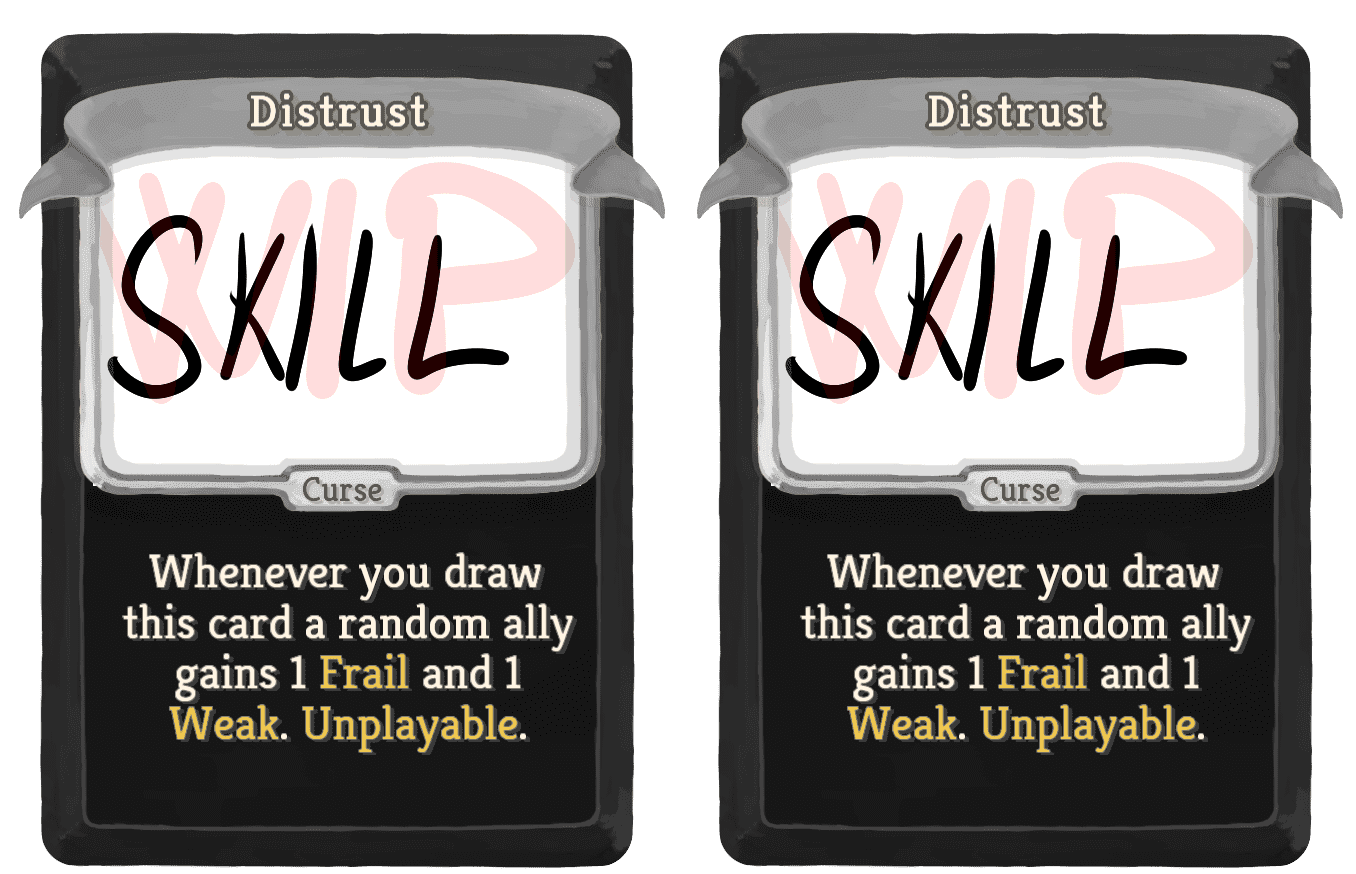 Distrust
WIP
SKILL
Curse
Whenever you draw
this card a random ally
gains 1 Frail and 1
Weak. Unplayable.
Distrust
WIP
SKILL
Curse
Whenever you draw
this card a random ally
gains 1 Frail and 1
Weak. Unplayable.